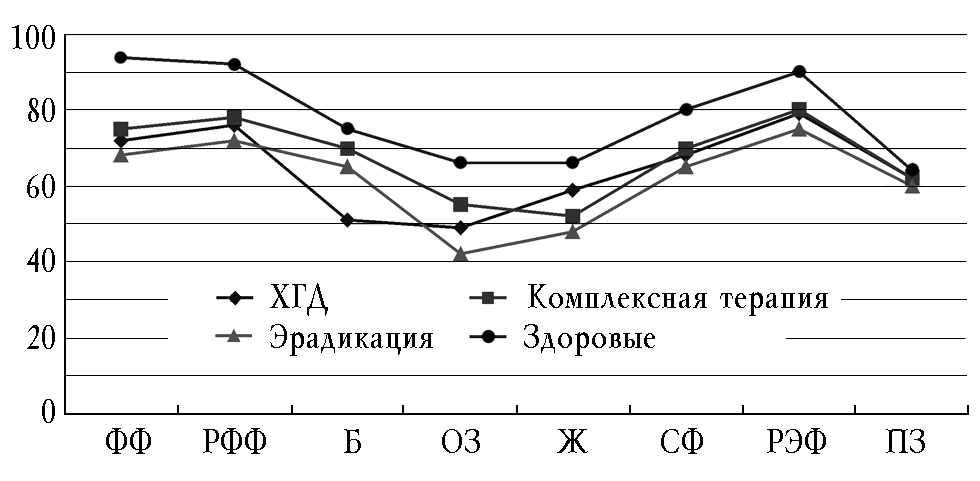 100
80
60
40
20
0
ХГД
Комплексная терапия
Эрадикация
Здоровые
ФФ РФФ Б ОЗ Ж СФ РЭФ ПЗ